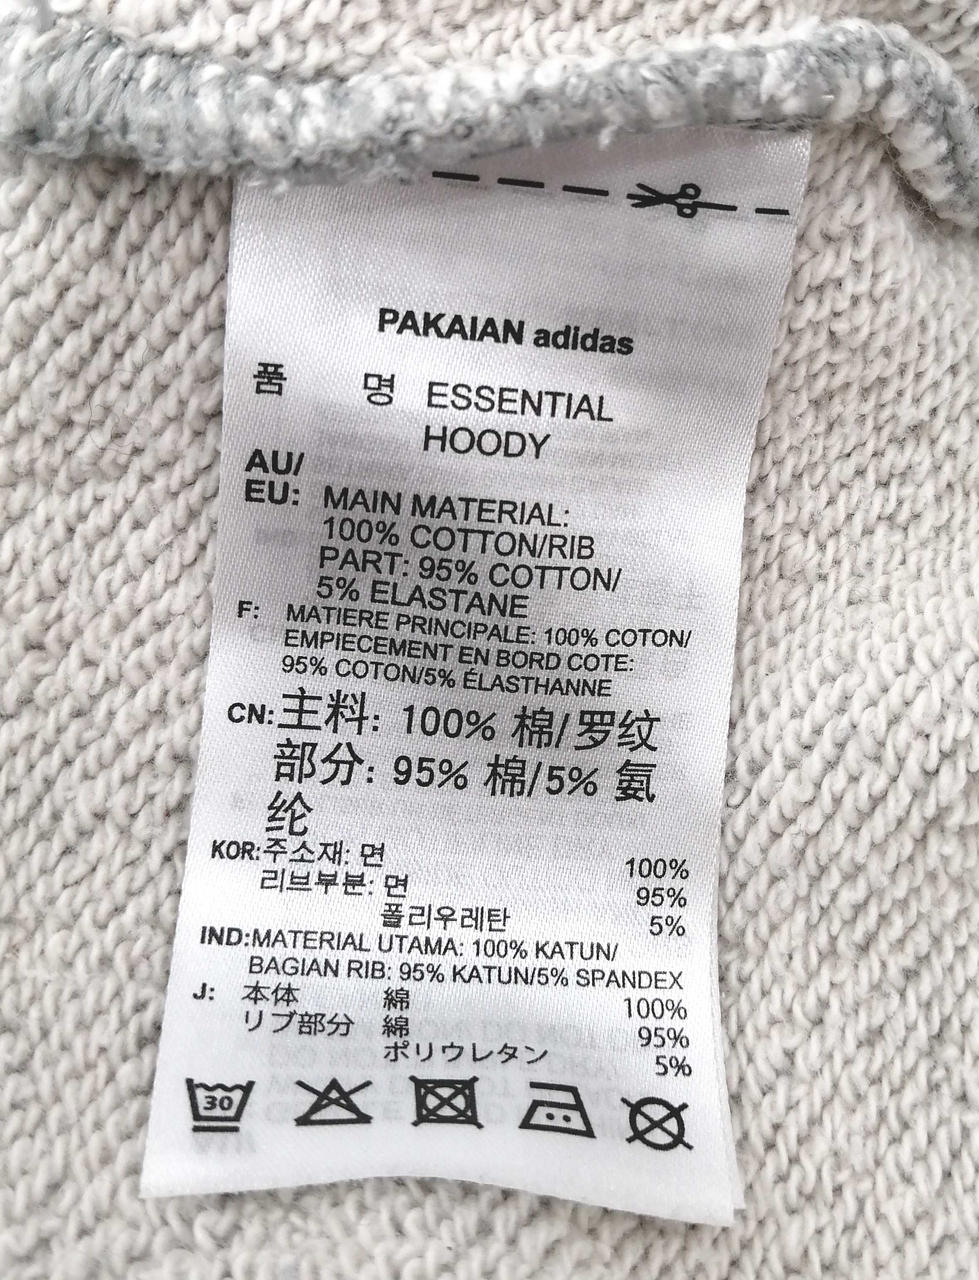 PAKAIAN adidas
품 명 ESSENTIAL
HOODY
AU/
EU: MAIN MATERIAL:
100% COTTON/RIB
PART: 95% COTTON/
5% ELASTANE
F: MATIERE PRINCIPALE: 100% COTON/
EMPIECEMENT EN BORD COTE:
95% COTON/5% ÉLASTHANNE
CN: 主料: 100% 棉/罗纹
部分: 95% 棉/5% 氨
纶
KOR: 주소재: 면 100%
리브부분: 면 95%
폴리우레탄 5%
IND: MATERIAL UTAMA: 100% KATUN/
BAGIAN RIB: 95% KATUN/5% SPANDEX
J: 本体 綿 100%
リブ部分 綿 95%
ポリウレタン 5%
30